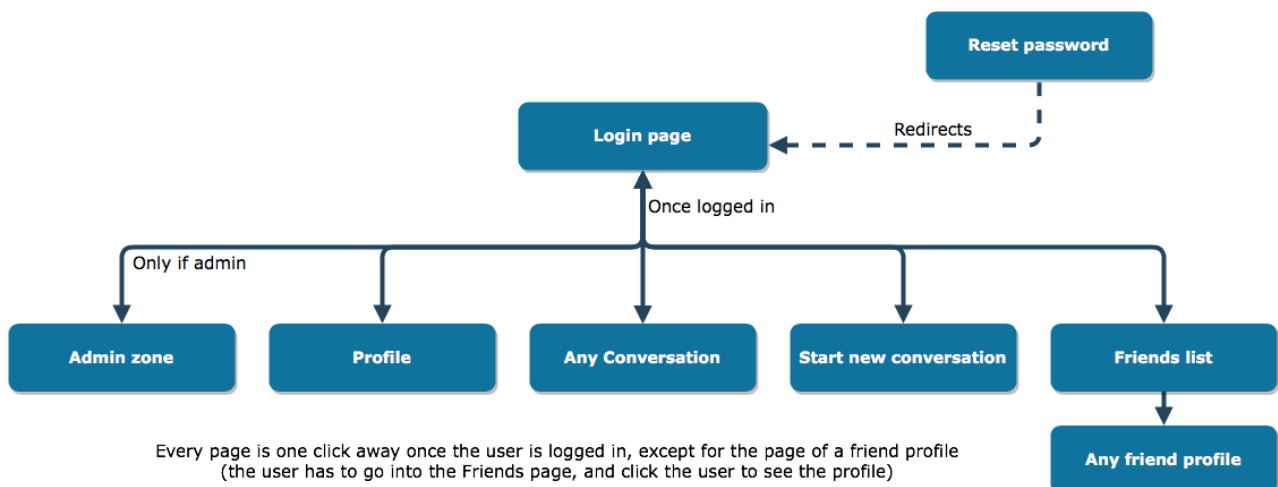 Reset password
Login page
Redirects
Once logged in
Only if admin
Admin zone
Profile
Any Conversation
Start new conversation
Friends list
Any friend profile
Every page is one click away once the user is logged in, except for the page of a friend profile
(the user has to go into the Friends page, and click the user to see the profile)